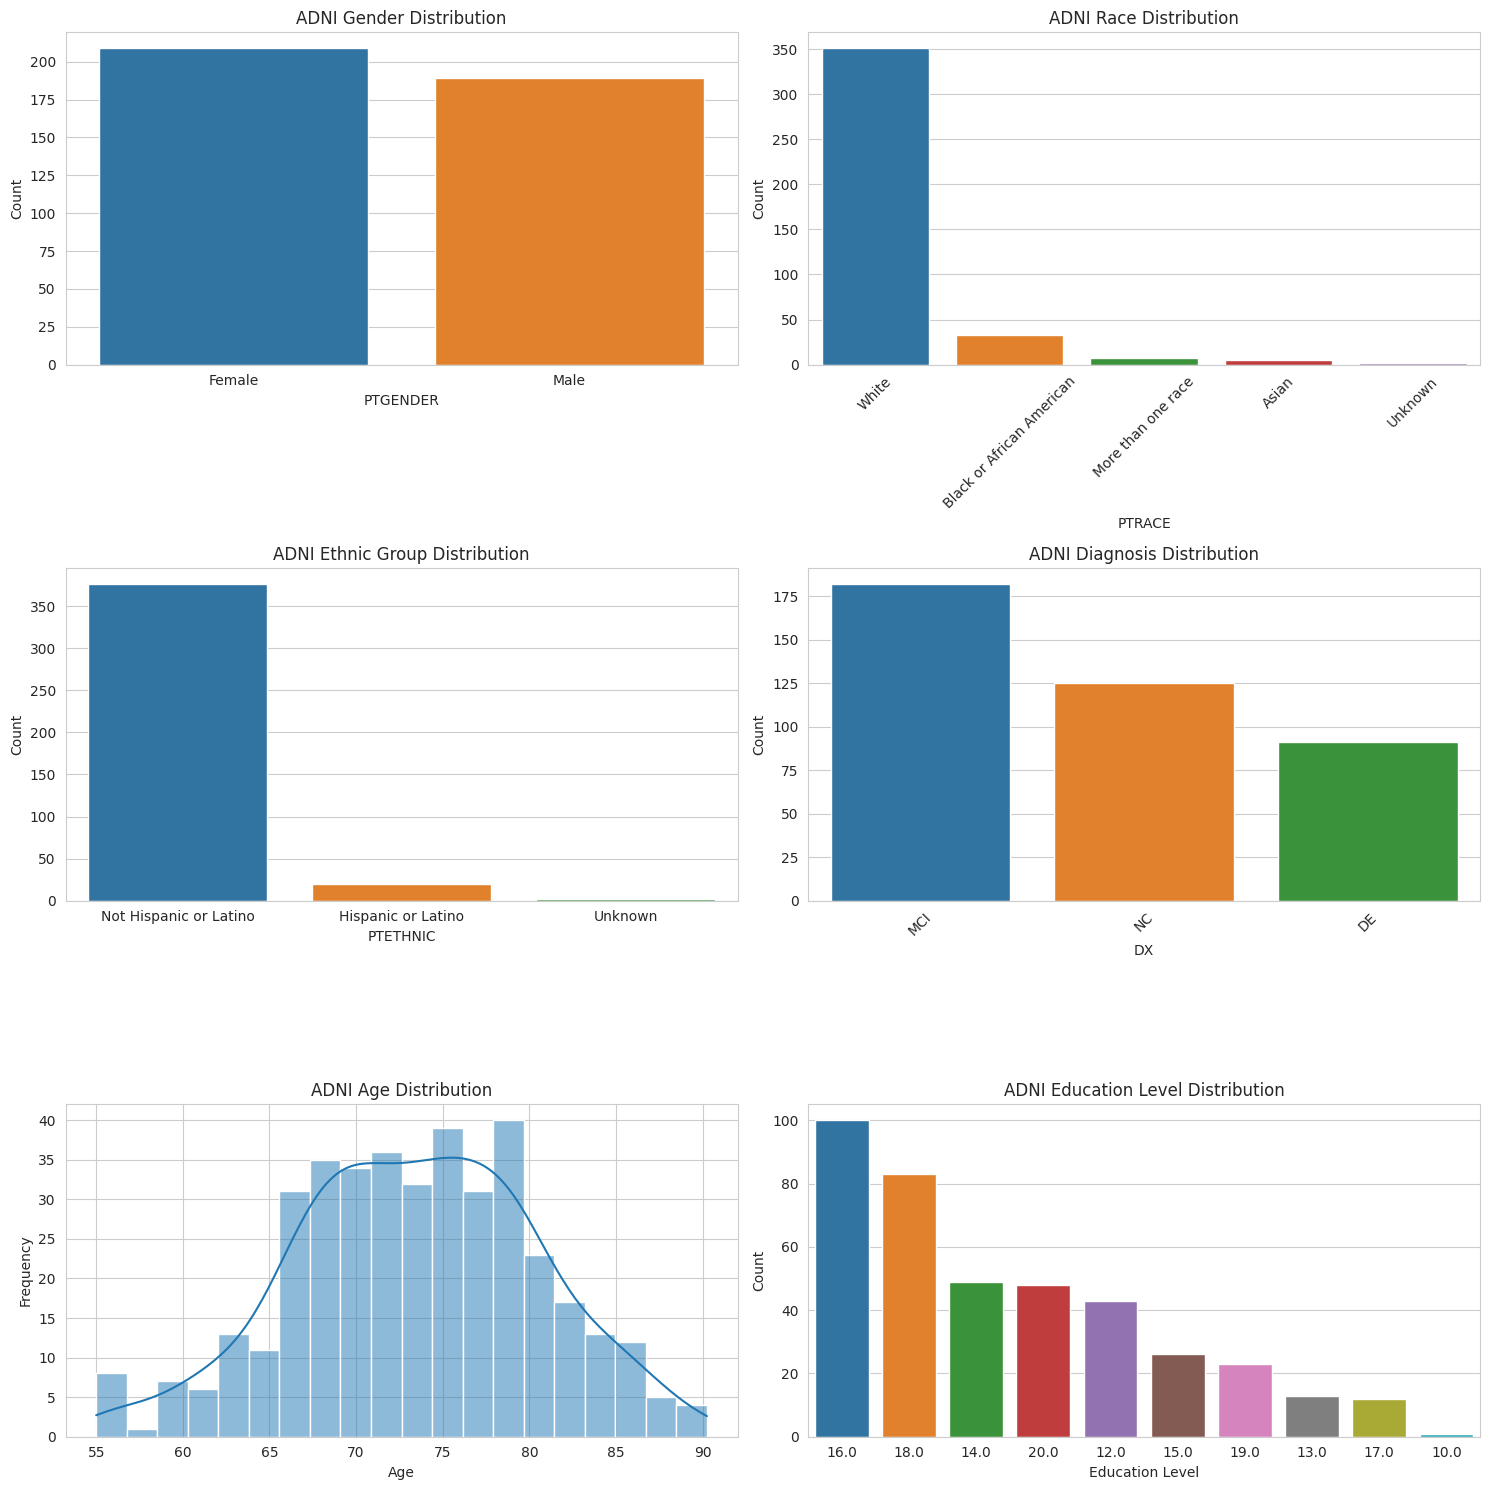 ADNI Gender Distribution
Count
200
175
150
125
100
75
50
25
0
Female
Male
PTGENDER
ADNI Race Distribution
Count
350
300
250
200
150
100
50
0
White
Black or African American
More than one race
Asian
Unknown
PTRACE
ADNI Ethnic Group Distribution
Count
350
300
250
200
150
100
50
0
Not Hispanic or Latino
Hispanic or Latino
Unknown
PTETHNIC
ADNI Diagnosis Distribution
Count
175
150
125
100
75
50
25
0
MCI
NC
DE
DX
ADNI Age Distribution
Frequency
40
35
30
25
20
15
10
5
0
55
60
65
70
75
80
85
90
Age
ADNI Education Level Distribution
Count
100
80
60
40
20
0
16.0
18.0
14.0
20.0
12.0
15.0
19.0
13.0
17.0
10.0
Education Level